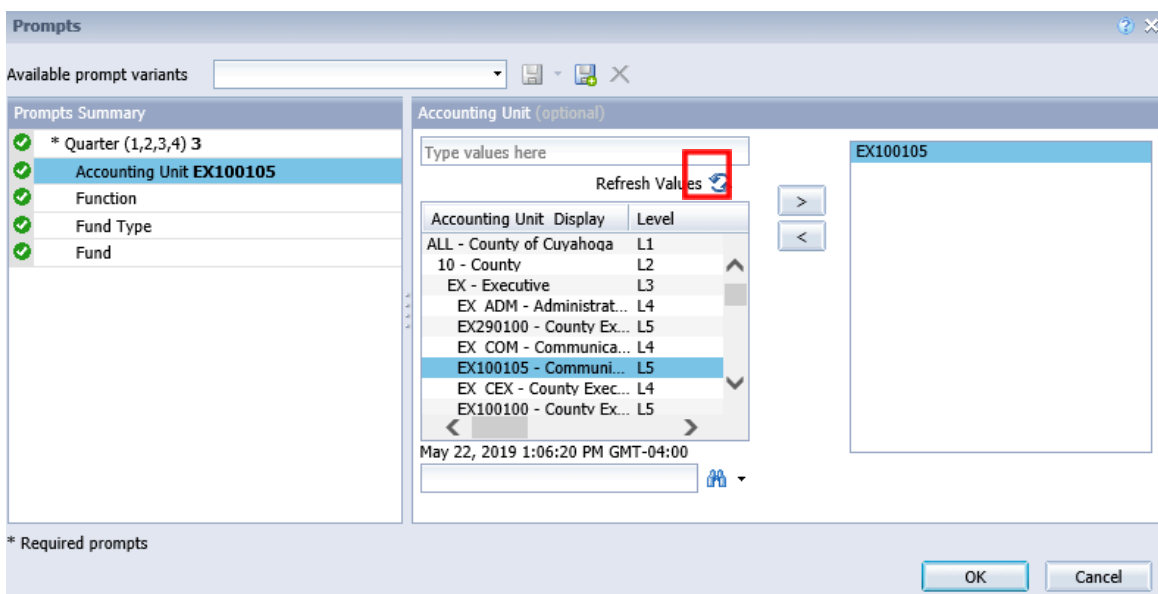 Prompts
Available prompt variants
Prompts Summary
* Quarter (1,2,3,4) 3
Accounting Unit EX100105
Function
Fund Type
Fund
Accounting Unit (optional)
Type values here
Refresh Values
Accounting Unit Display Level
ALL - County of Cuyahoga L1
10 - County L2
EX - Executive L3
EX ADM - Administrat... L4
EX290100 - County Ex... L5
EX COM - Communica... L4
EX100105 - Communi... L5
EX CEX - County Exec... L4
EX100100 - County Ex... L5
May 22, 2019 1:06:20 PM GMT-04:00
>
<
EX100105
* Required prompts
OK Cancel